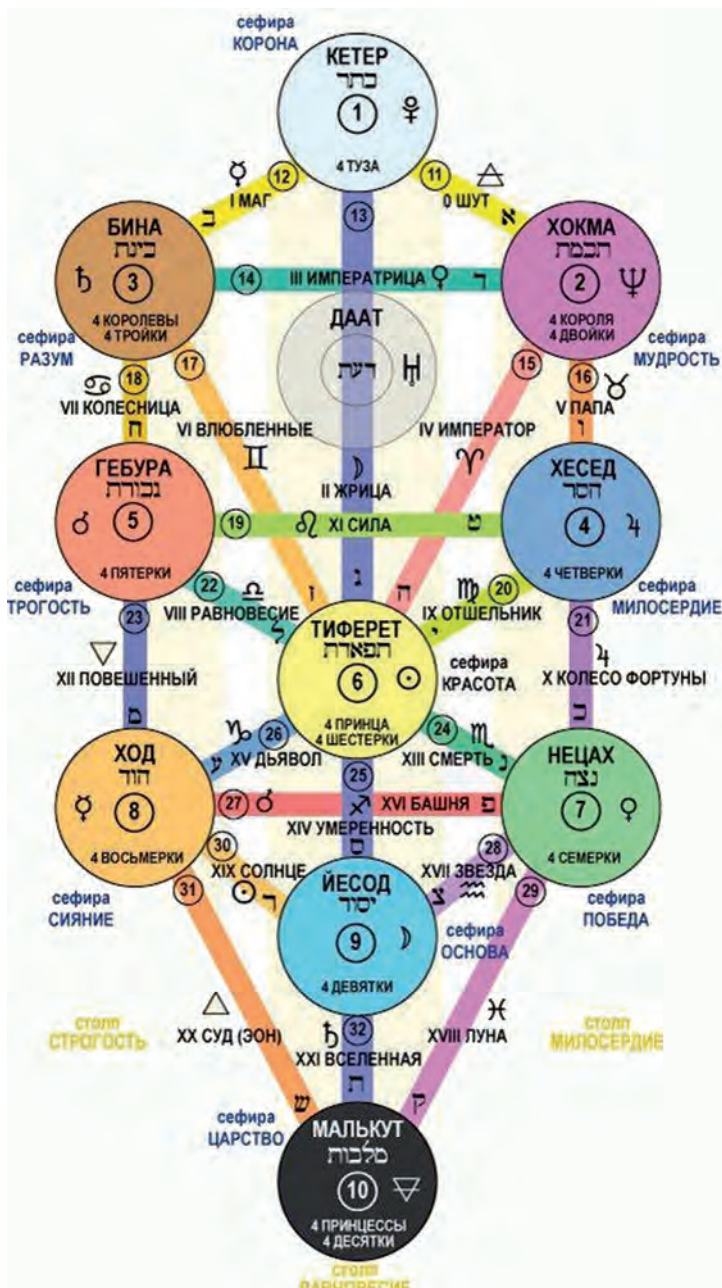 сефира
КОРОНА
КЕТЕР
כתר
1
4 ТУЗА
12
I МАГ
ב
13
11
0 ШУТ
א
БИНА
בינה
3
4 КОРОЛЕВЫ
4 ТРОЙКИ
14
III ИМПЕРАТРИЦА
ד
ХОКМА
2
4 КОРОЛЯ
4 ДВОЙКИ
сефира
РАЗУМ
ДААТ
דעת
сефира
МУДРОСТЬ
17
15
18
VII КОЛЕСНИЦА
ח
16
V ПАПА
ו
VI ВЛЮБЛЕННЫЕ
IV ИМПЕРАТОР
II ЖРИЦА
ГЕБУРА
5
4 ПЯТЕРКИ
19
XI СИЛА
ט
ХЕСЕД
4
4 ЧЕТВЕРКИ
сефира
ТРОГОСТЬ
22
VIII РАВНОВЕСИЕ
ל
ז
ה
20
IX ОТШЕЛЬНИК
י
сефира
МИЛОСЕРДИЕ
23
XII ПОВЕШЕННЫЙ
ТИФЕРЕТ
6
4 ПРИНЦА
4 ШЕСТЕРКИ
сефира
КРАСОТА
21
X КОЛЕСО ФОРТУНЫ
26
XV ДЬЯВОЛ
ע
24
XIII СМЕРТЬ
ХОД
הוד
8
4 ВОСЬМЕРКИ
25
27
XVI БАШНЯ
פ
XIV УМЕРЕННОСТЬ
НЕЦАХ
נצה
7
4 СЕМЕРКИ
30
XIX СОЛНЦЕ
ЙЕСОД
יסוד
9
4 ДЕВЯТКИ
28
XVII ЗВЕЗДА
צ
сефира
СИЯНИЕ
31
сефира
ОСНОВА
29
сефира
ПОБЕДА
XX СУД (ЭОН)
32
XXI ВСЕЛЕННАЯ
ת
XVIII ЛУНА
столп
СТРОГОСТЬ
столп
МИЛОСЕРДИЕ
ש
ק
сефира
ЦАРСТВО
МАЛЬКУТ
10
4 ПРИНЦЕССЫ
4 ДЕСЯТКИ
столп